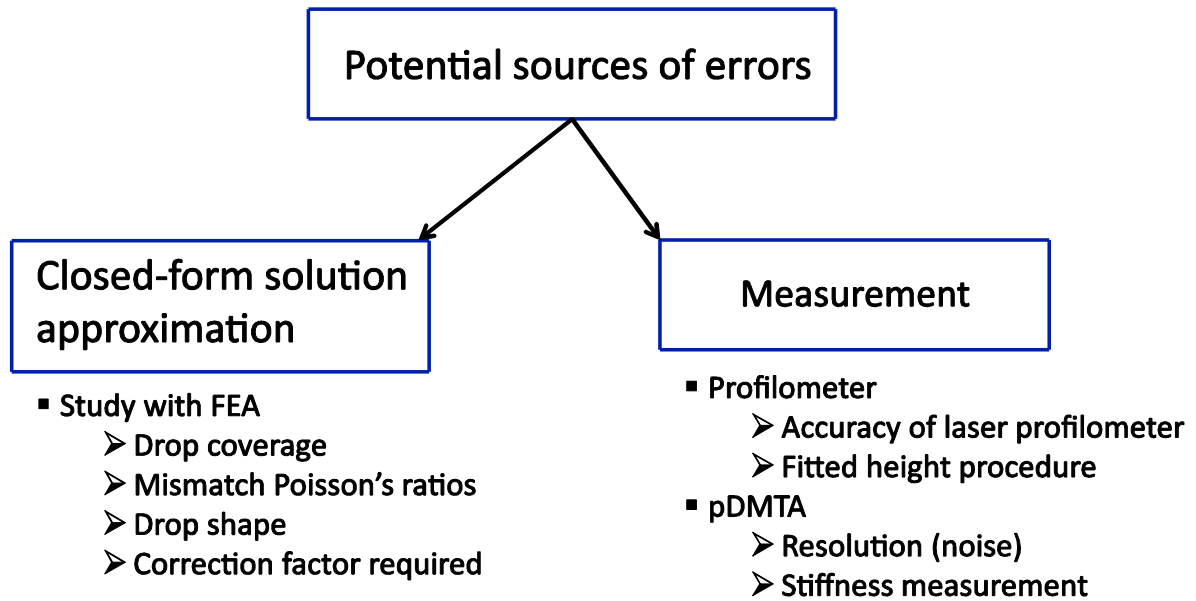 Potential sources of errors
Closed-form solution
approximation
▪ Study with FEA
➢ Drop coverage
➢ Mismatch Poisson’s ratios
➢ Drop shape
➢ Correction factor required
Measurement
▪ Profilometer
➢ Accuracy of laser profilometer
➢ Fitted height procedure
▪ pDMTA
➢ Resolution (noise)
➢ Stiffness measurement